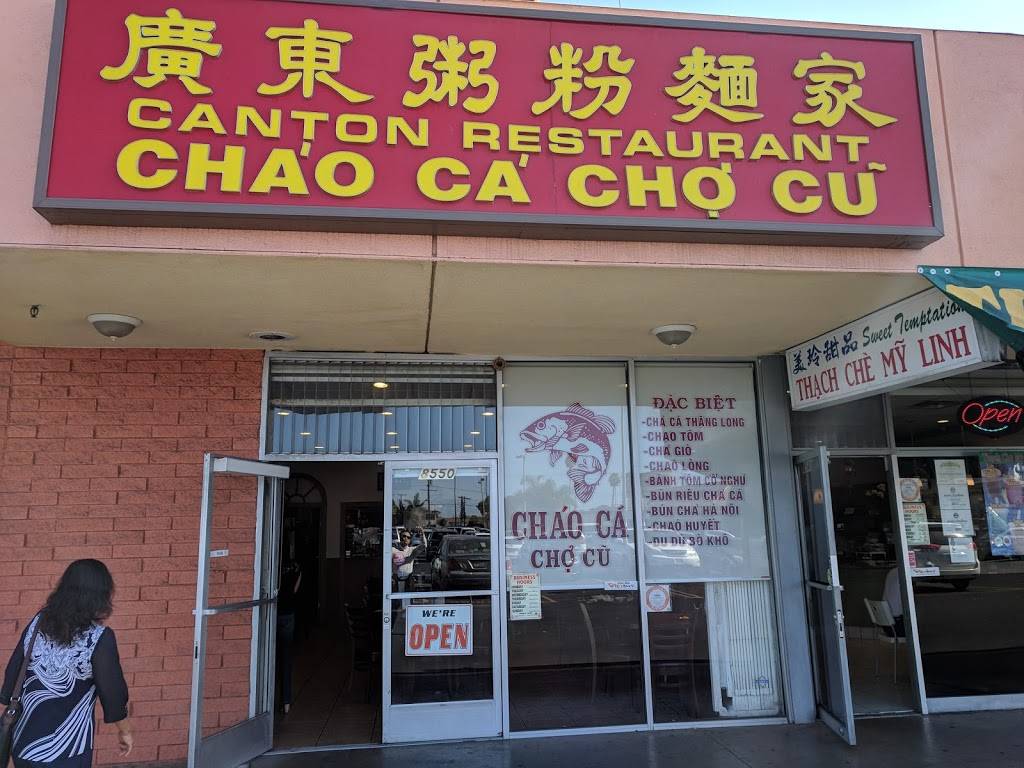 廣東粥粉麵家
CANTON RESTAURANT
CHÁO CÁ CHỢ CŨ
美玲甜品 Sweet Temptation
THẠCH CHÈ MỸ LINH
Open
8550
WE'RE
OPEN
CHÁO CÁ
CHỢ CŨ
BUSINESS
HOURS
ĐẶC BIỆT
-CHẢ CÁ THĂNG LONG
-CHẠO TÔM
-CHẢ GIÒ
-CHÁO LÒNG
-BÁNH TÔM CỔ NGƯ
-BÚN RIÊU CHẢ CÁ
-BÚN CHẢ HÀ NỘI
-CHÁO HUYẾT
-ĐU ĐỦ BÒ KHÔ